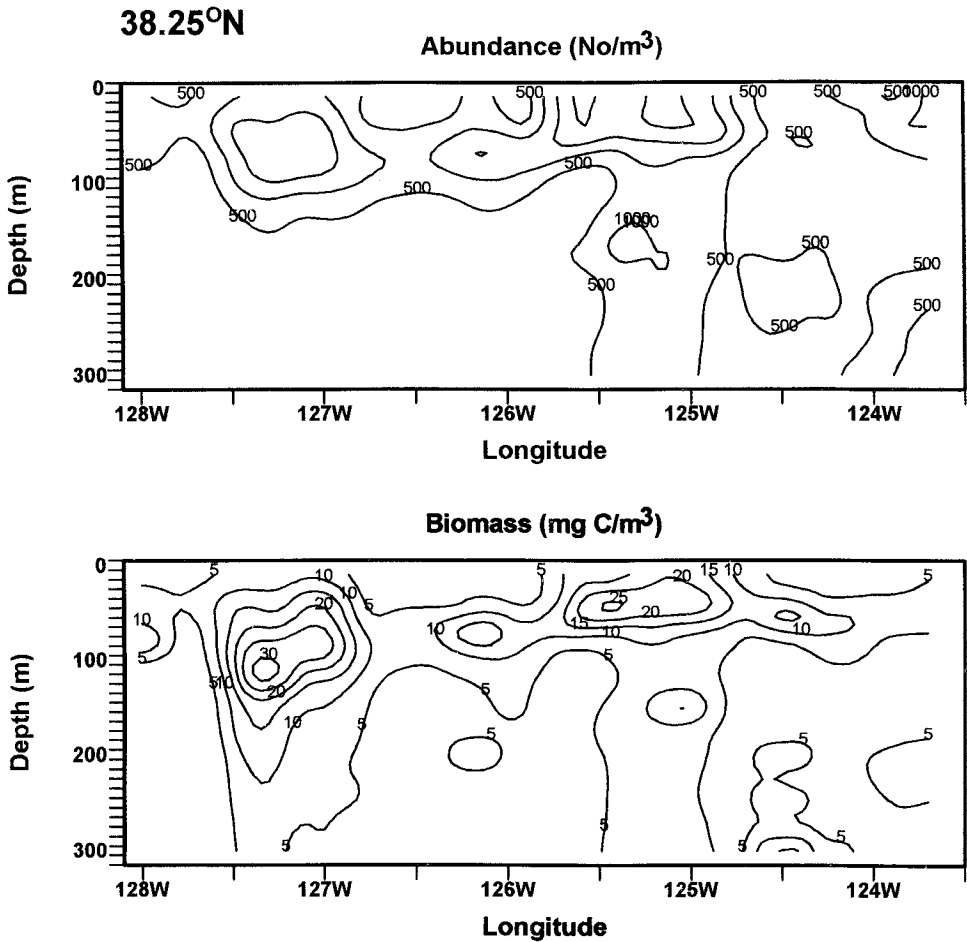 38.25°N
Abundance (No/m³)
0 500 500 500 500 500 1000
500
500 500
100 500
500
1000 1000
500
500 500
200 500
500
500
300
Depth (m)
128W 127W 126W 125W 124W
Longitude
Biomass (mg C/m³)
0 5 10 5 20 15 10 5
10 5 25
10 20 20
10 15 10 10
30 5
100 5
5 10 20 5
10 5
5 5 5
200
5
5 5 5
300
Depth (m)
128W 127W 126W 125W 124W
Longitude